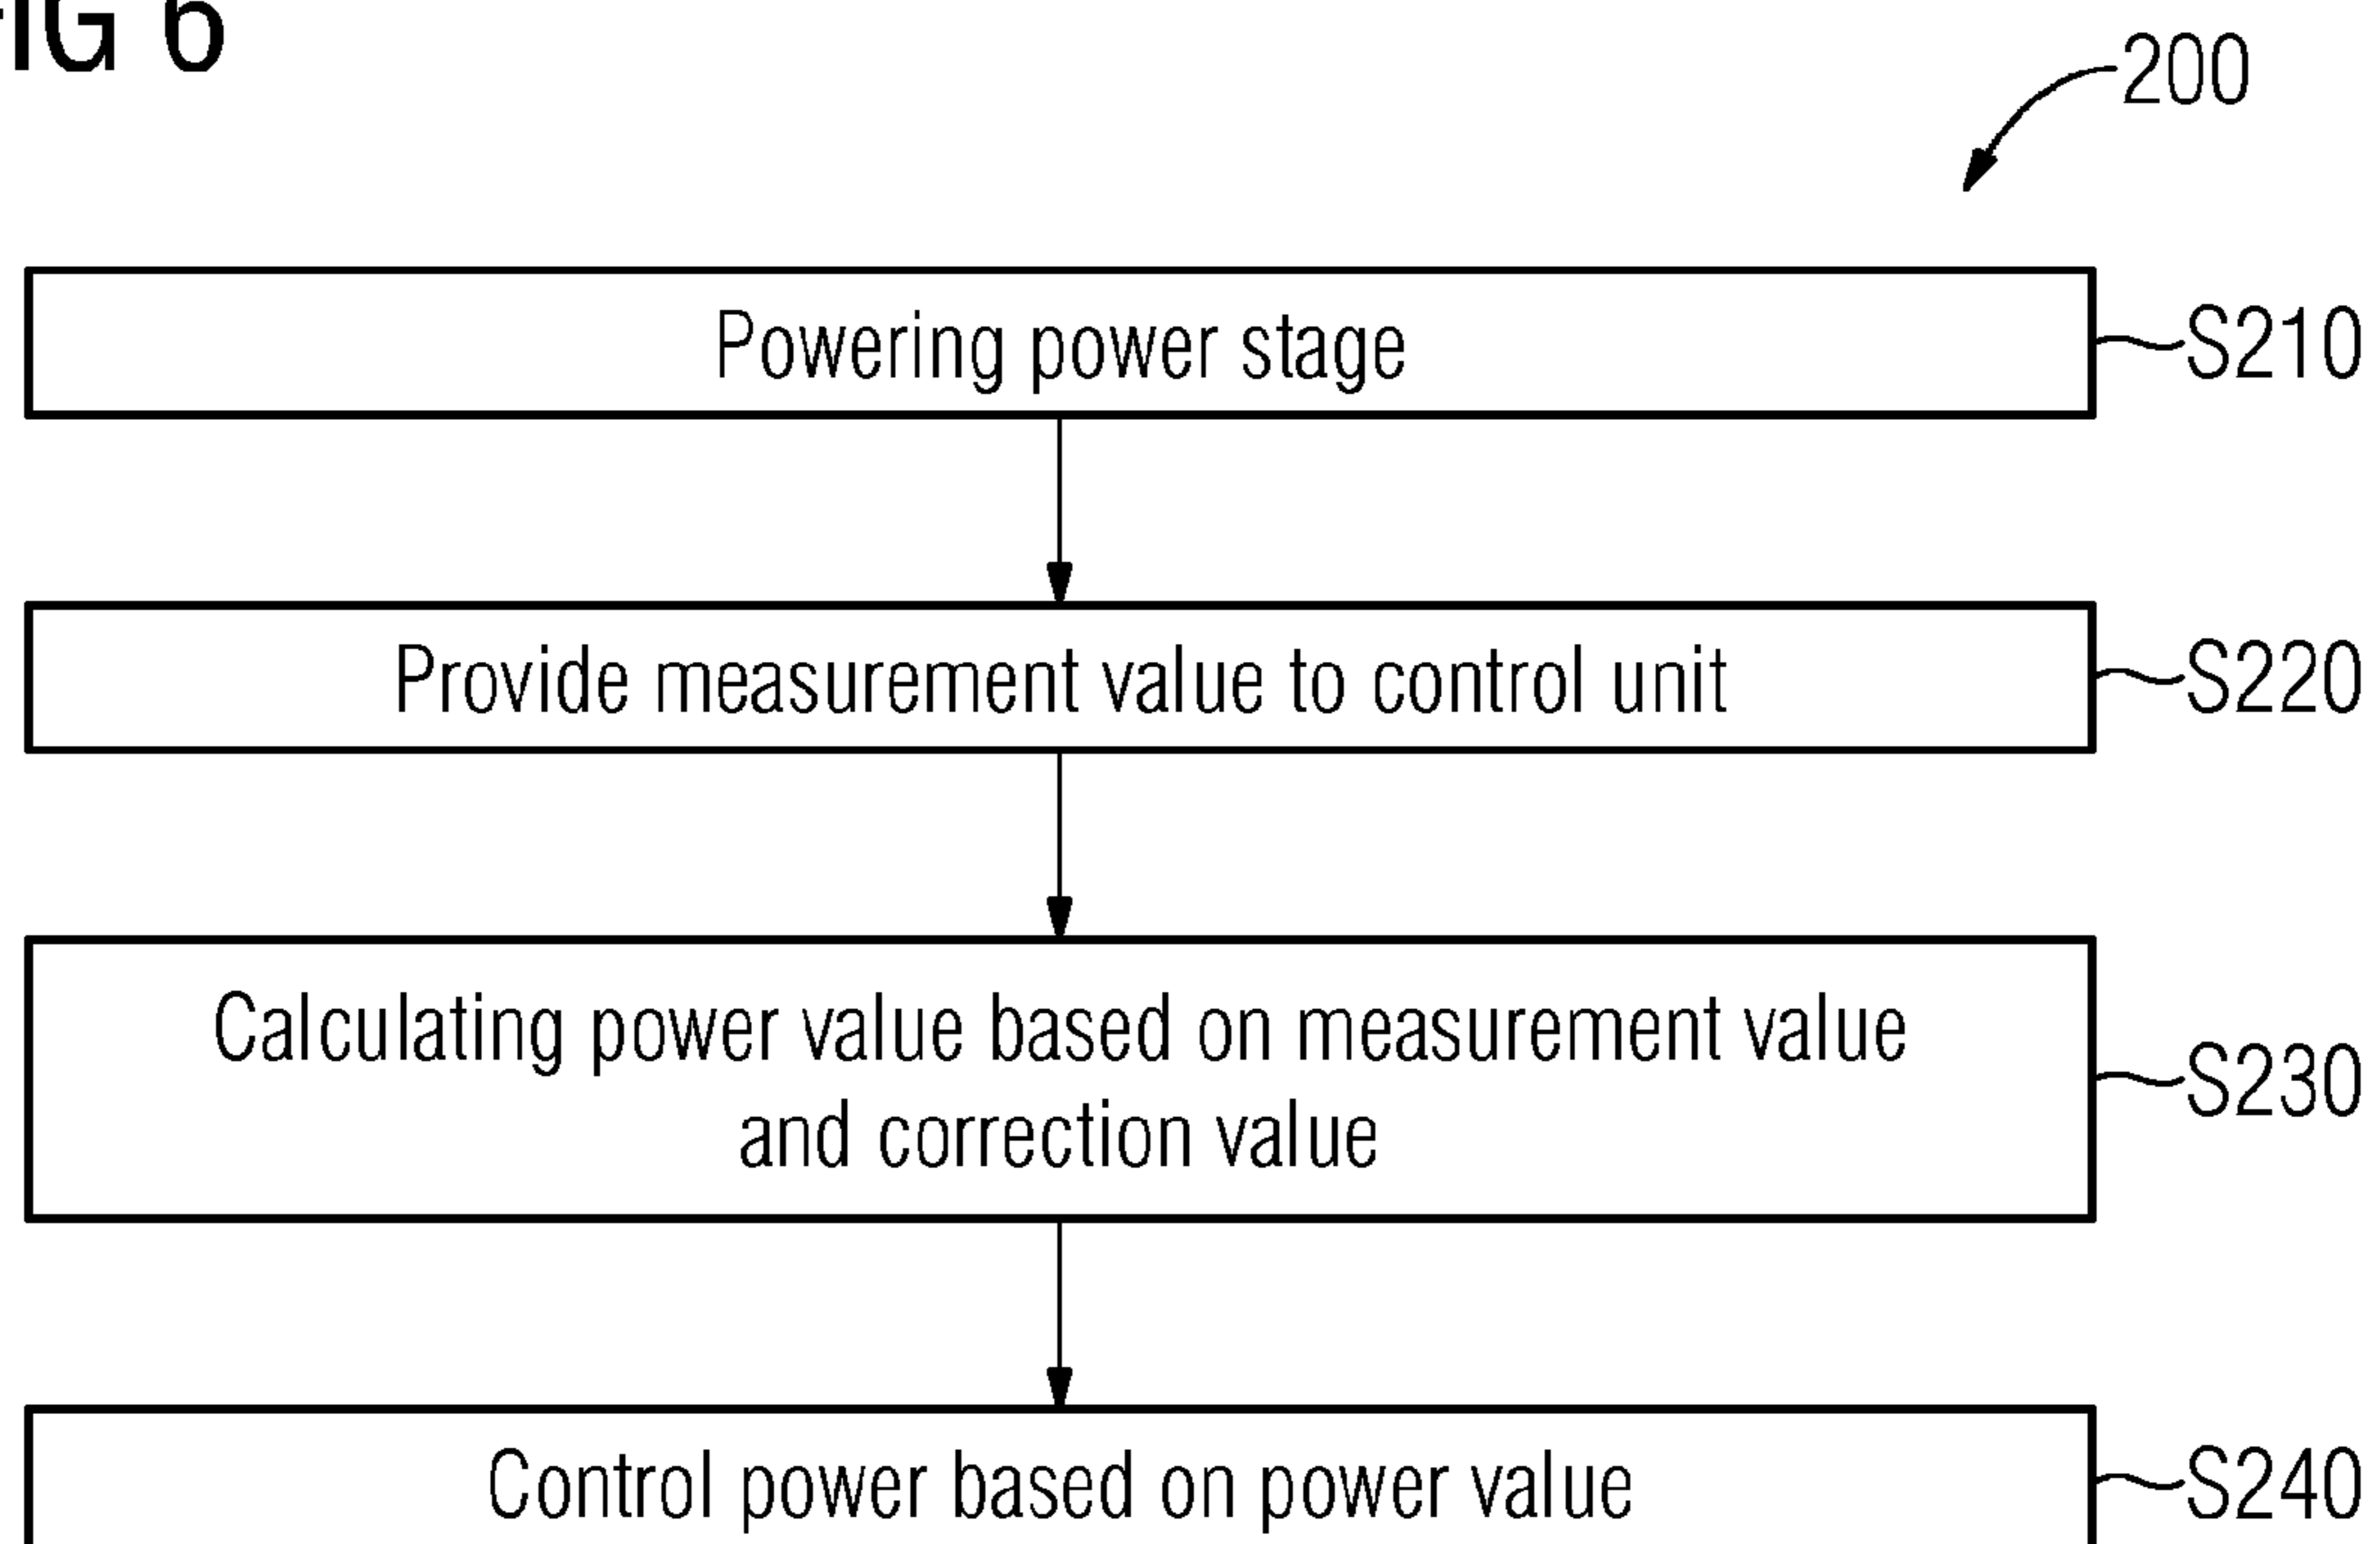 FIG 6
200
Powering power stage
S210
Provide measurement value to control unit
S220
Calculating power value based on measurement value
and correction value
S230
Control power based on power value
S240